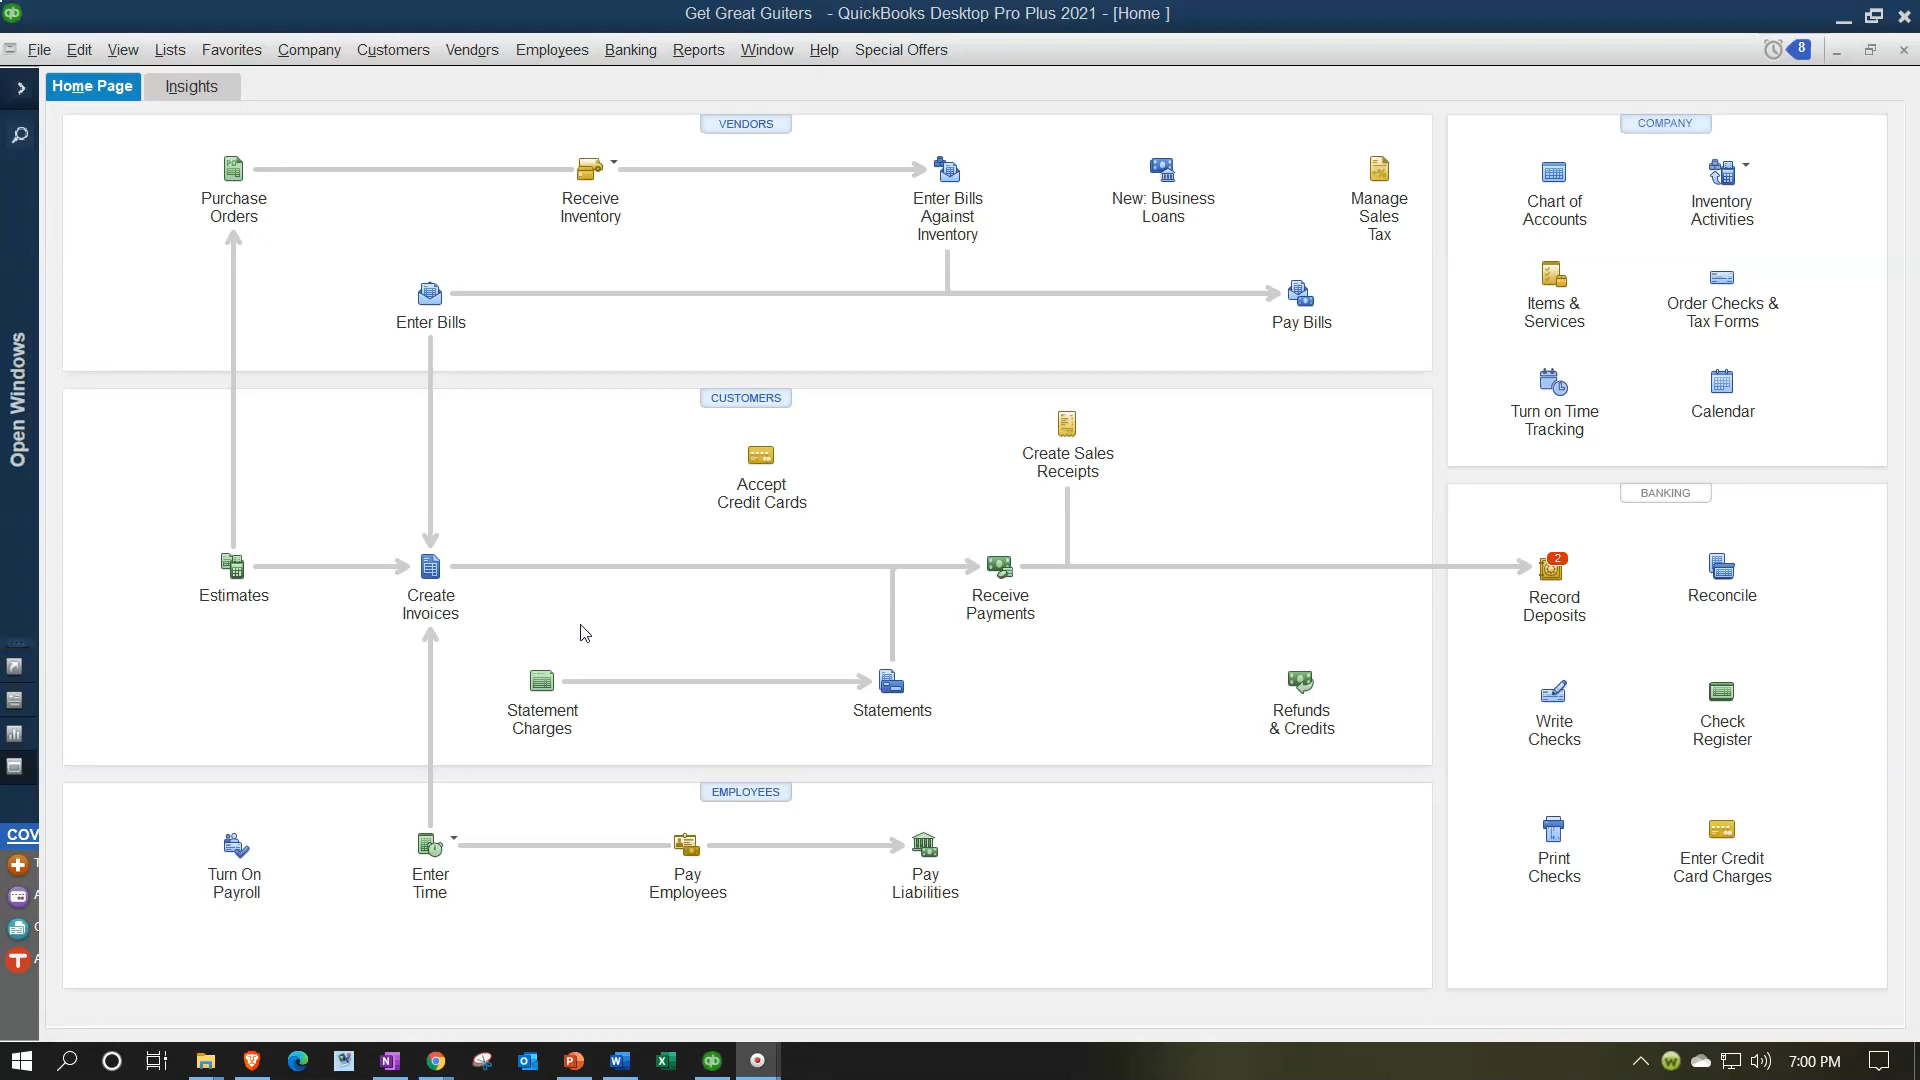 Get Great Guiters - QuickBooks Desktop Pro Plus 2021 - [Home ]
File Edit View Lists Favorites Company Customers Vendors Employees Banking Reports Window Help Special Offers
8
Home Page Insights
VENDORS
Purchase
Orders
Receive
Inventory
Enter Bills
Against
Inventory
New: Business
Loans
Manage
Sales
Tax
Enter Bills
Pay Bills
COMPANY
Chart of
Accounts
Inventory
Activities
Items &
Services
Order Checks &
Tax Forms
Turn on Time
Tracking
Calendar
Open Windows
CUSTOMERS
Accept
Credit Cards
Create Sales
Receipts
Estimates
Create
Invoices
Receive
Payments
Statement
Charges
Statements
Refunds
& Credits
BANKING
2
Record
Deposits
Reconcile
Write
Checks
Check
Register
Print
Checks
Enter Credit
Card Charges
EMPLOYEES
Turn On
Payroll
Enter
Time
Pay
Employees
Pay
Liabilities
COV
7:00 PM